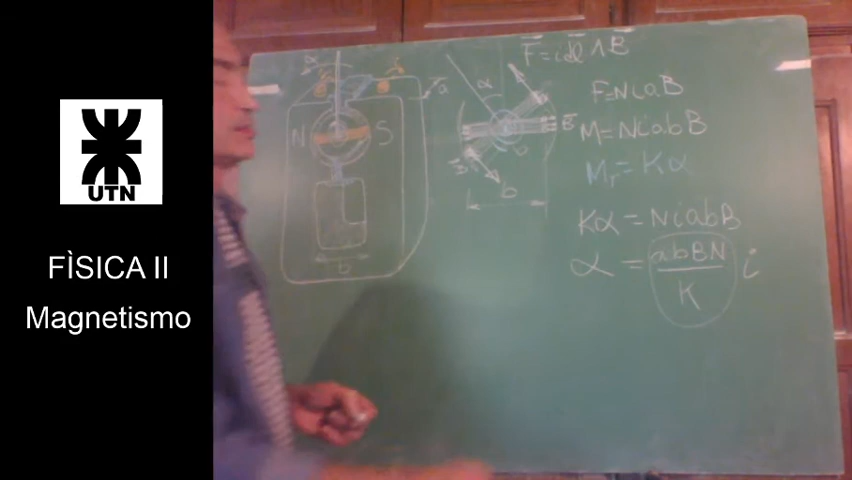 UTN
FÌSICA II
Magnetismo
α
N
S
a
b
α
B
b
b
F = i dl Λ B
F = N i a B
M = N i a b B
Mr = K α
K α = N i a b B
α = abBN / K i